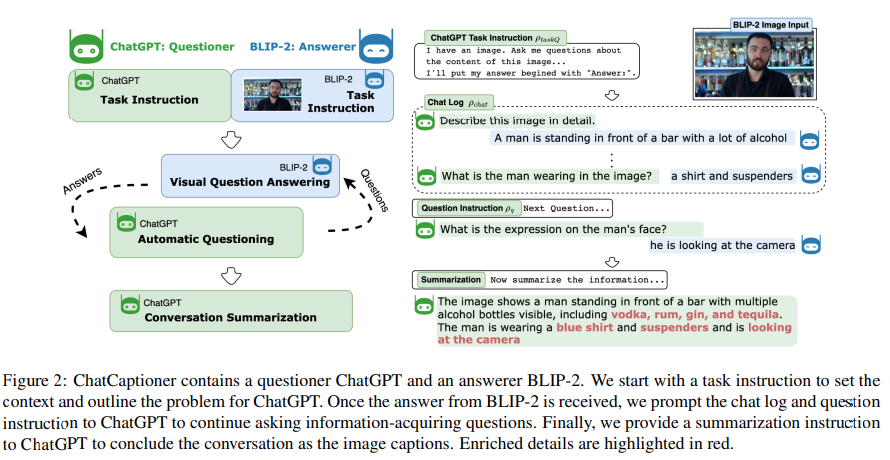 ChatGPT: Questioner
BLIP-2: Answerer
ChatGPT
Task Instruction
BLIP-2
Task
Instruction
BLIP-2
Visual Question Answering
Answers
Questions
ChatGPT
Automatic Questioning
ChatGPT
Conversation Summarization
ChatGPT Task Instruction ρtaskQ
I have an image. Ask me questions about
the content of this image...
I'll put my answer begined with "Answer:".
BLIP-2 Image Input
Chat Log ρchat
Describe this image in detail.
A man is standing in front of a bar with a lot of alcohol
⋮
What is the man wearing in the image?
a shirt and suspenders
Question Instruction ρq Next Question...
What is the expression on the man's face?
he is looking at the camera
Summarization Now summarize the information...
The image shows a man standing in front of a bar with multiple
alcohol bottles visible, including vodka, rum, gin, and tequila.
The man is wearing a blue shirt and suspenders and is looking
at the camera
Figure 2: ChatCaptioner contains a questioner ChatGPT and an answerer BLIP-2. We start with a task instruction to set the
context and outline the problem for ChatGPT. Once the answer from BLIP-2 is received, we prompt the chat log and question
instruction to ChatGPT to continue asking information-acquiring questions. Finally, we provide a summarization instruction
to ChatGPT to conclude the conversation as the image captions. Enriched details are highlighted in red.